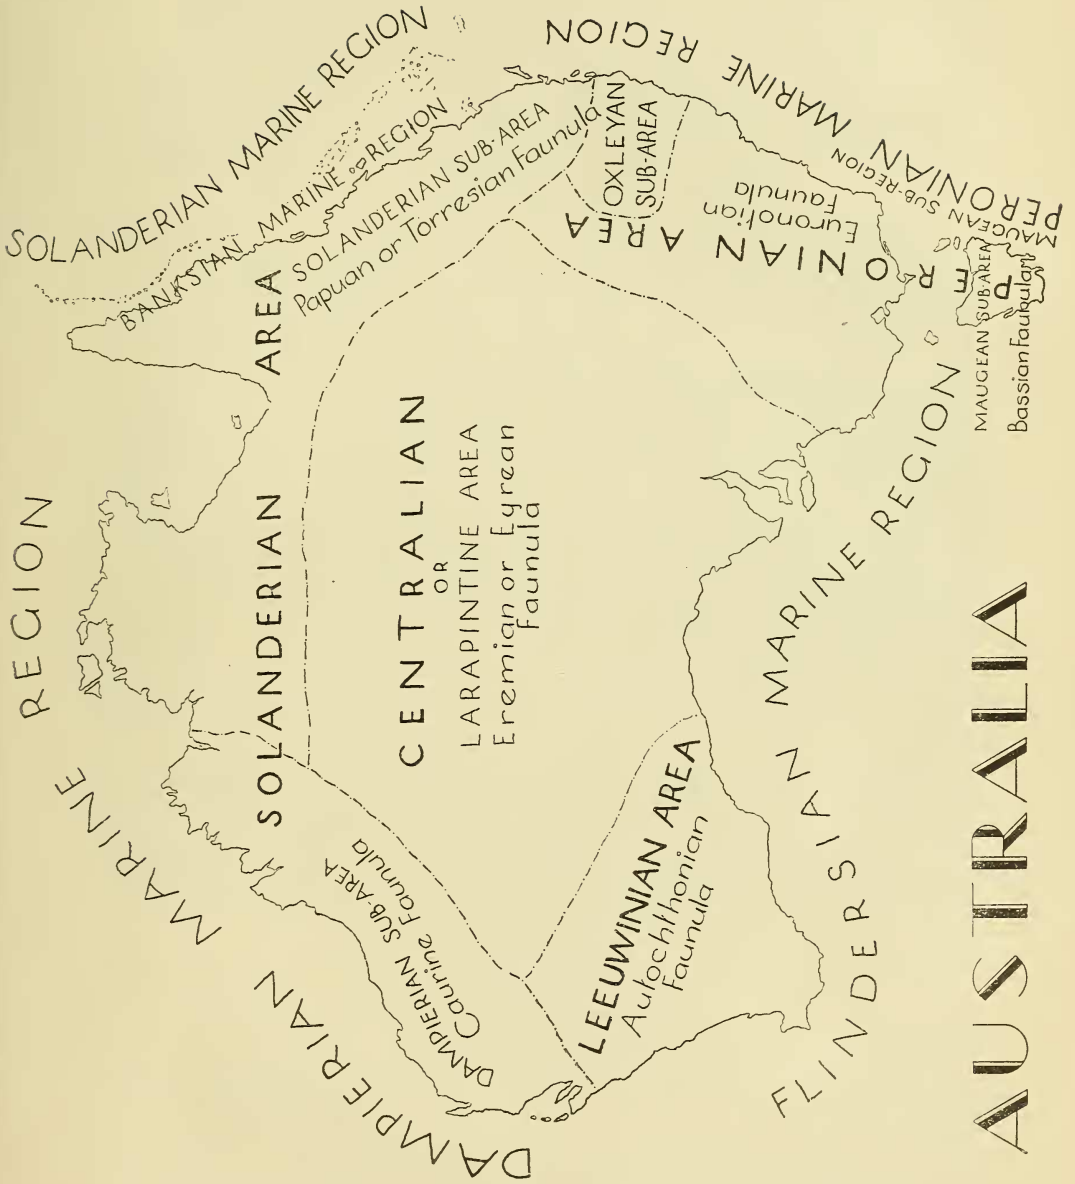 SOLANDERIAN MARINE REGION
BANKSIAN MARINE REGION
DAMPIERIAN MARINE REGION
SOLANDERIAN AREA
SOLANDERIAN SUB-AREA
Papuan or Torresian Faunula
DAMPIERIAN SUB-AREA
Caurine Faunula
CENTRALIAN
OR
LARAPINTINE AREA
Eremian or Eyrean
Faunula
OXLEYAN
SUB-AREA
PERONIAN AREA
Euronotian
Faunula
PERONIAN MARINE REGION
MAUGEAN SUB-REGION
LEEUWINIAN AREA
Autochthonian
Faunula
FLINDERSIAN MARINE REGION
MAUGEAN SUB-AREA
Bassian Faunula
AUSTRALIA